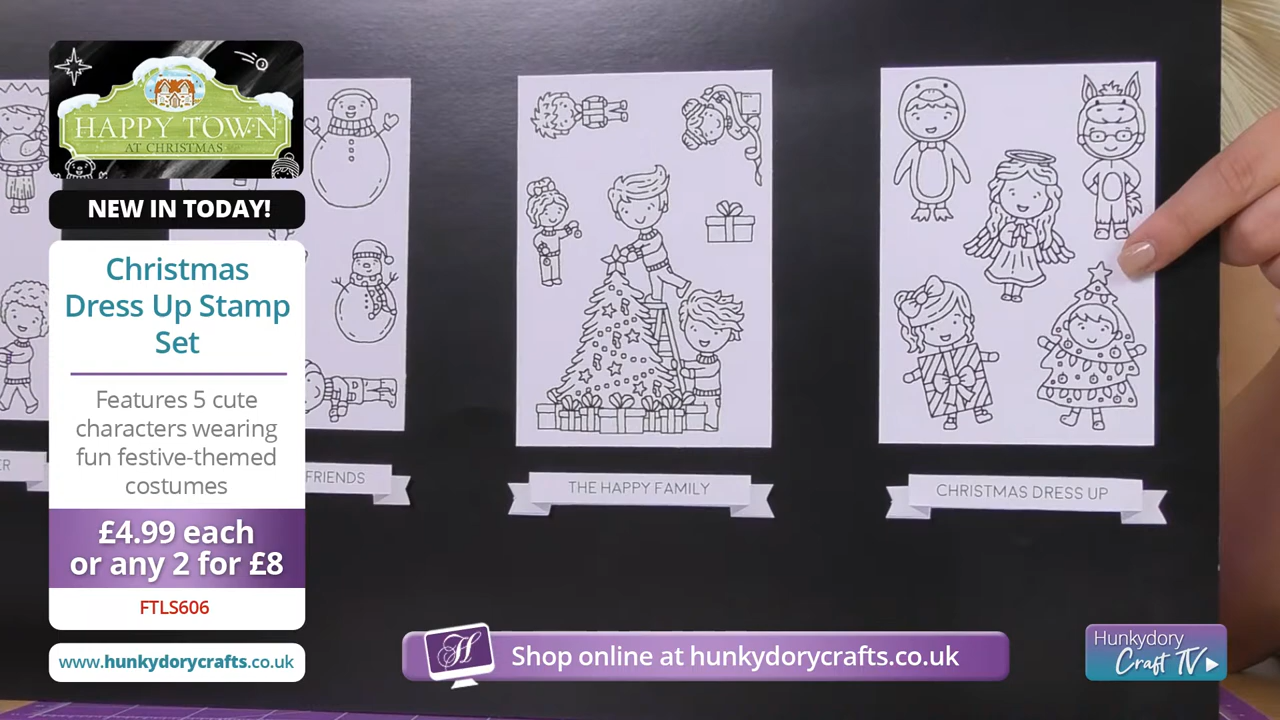 HAPPY TOWN
AT CHRISTMAS
NEW IN TODAY!
Christmas
Dress Up Stamp
Set
Features 5 cute
characters wearing
fun festive-themed
costumes
£4.99 each
or any 2 for £8
FTLS606
www.hunkydorycrafts.co.uk
ER
FRIENDS
THE HAPPY FAMILY
CHRISTMAS DRESS UP
H
Shop online at hunkydorycrafts.co.uk
Hunkydory
Craft TV